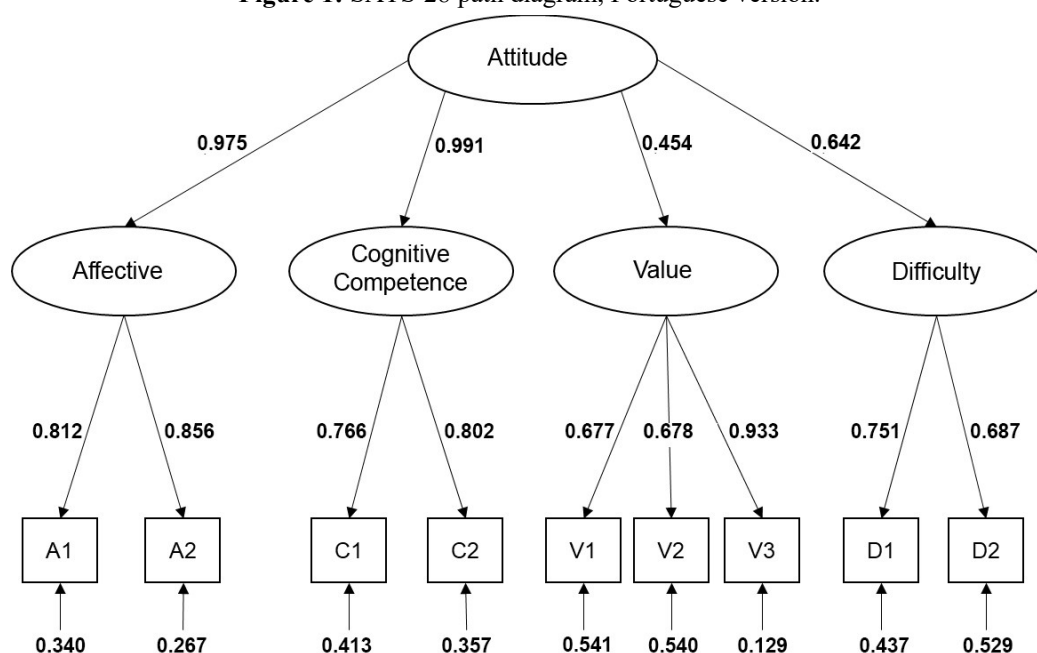 Figure 1: SATS-28 path diagram, Portuguese version.
Attitude
0.975
0.991
0.454
0.642
Affective
Cognitive
Competence
Value
Difficulty
0.812
0.856
0.766
0.802
0.677
0.678
0.933
0.751
0.687
A1
A2
C1
C2
V1
V2
V3
D1
D2
0.340
0.267
0.413
0.357
0.541
0.540
0.129
0.437
0.529